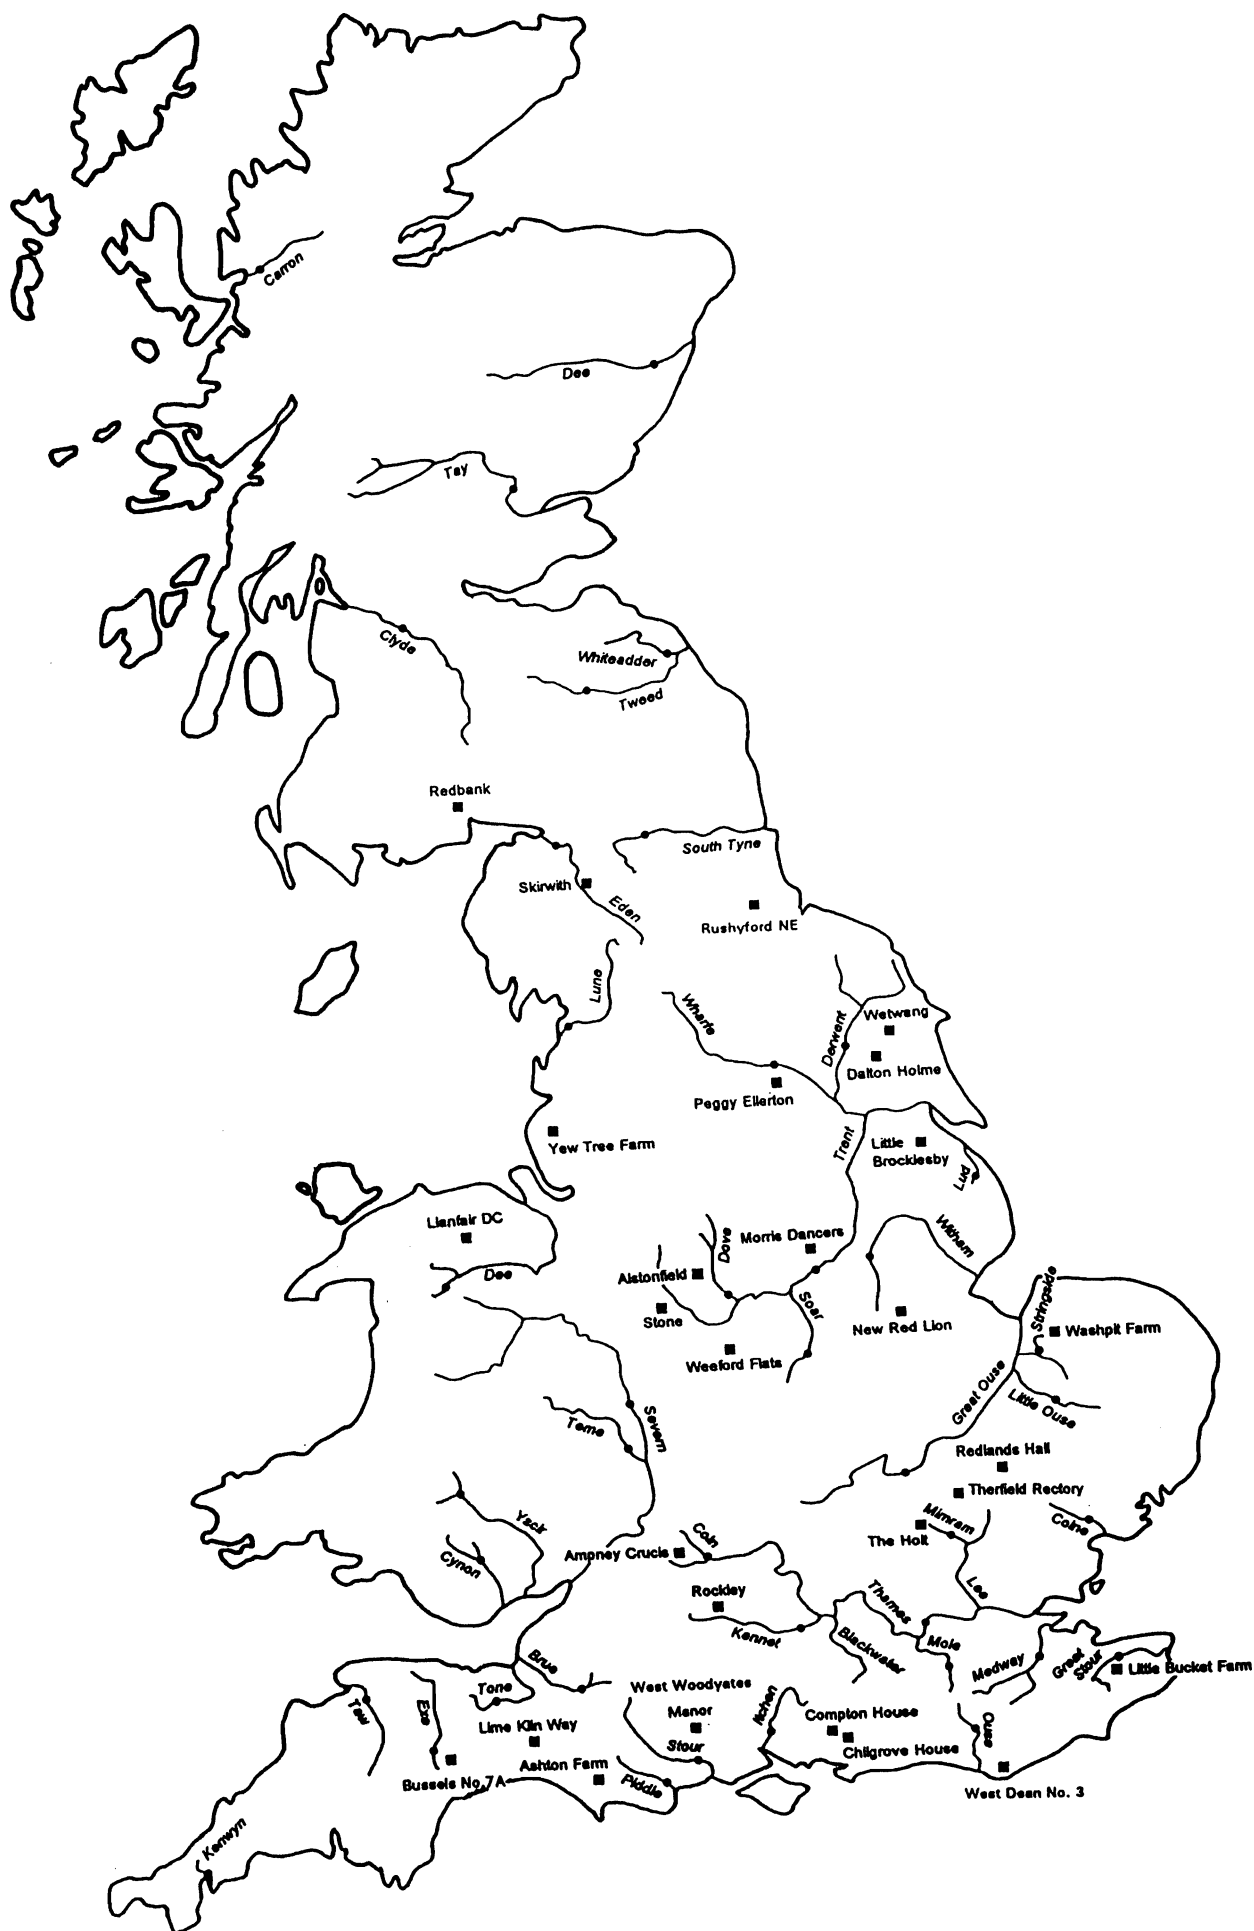 Carron
Dee
Tay
Clyde
Whiteadder
Tweed
Redbank
South Tyne
Skirwith
Eden
Rushyford NE
Lune
Wharfe
Derwent
Wetwang
Dalton Holme
Peggy Ellerton
Trent
Yew Tree Farm
Little
Brocklesby
Lud
Llanfair DC
Dee
Dove
Morris Dancers
Witham
Alstonfield
Stone
Soar
New Red Lion
Stringside
Washpit Farm
Weeford Flats
Great Ouse
Little Ouse
Severn
Teme
Redlands Hall
Therfield Rectory
Yscir
Cynon
Coln
Ampney Crucis
Mimram
The Holt
Colne
Lee
Rockley
Kennet
Thames
Blackwater
Mole
Medway
Great
Stour
Little Bucket Farm
Brue
Tone
Taw
Exe
West Woodyates
Manor
Itchen
Compton House
Chilgrove House
Ouse
Lime Kiln Way
Stour
Ashton Farm
Bussels No.7A
Piddle
West Dean No. 3
Kenwyn